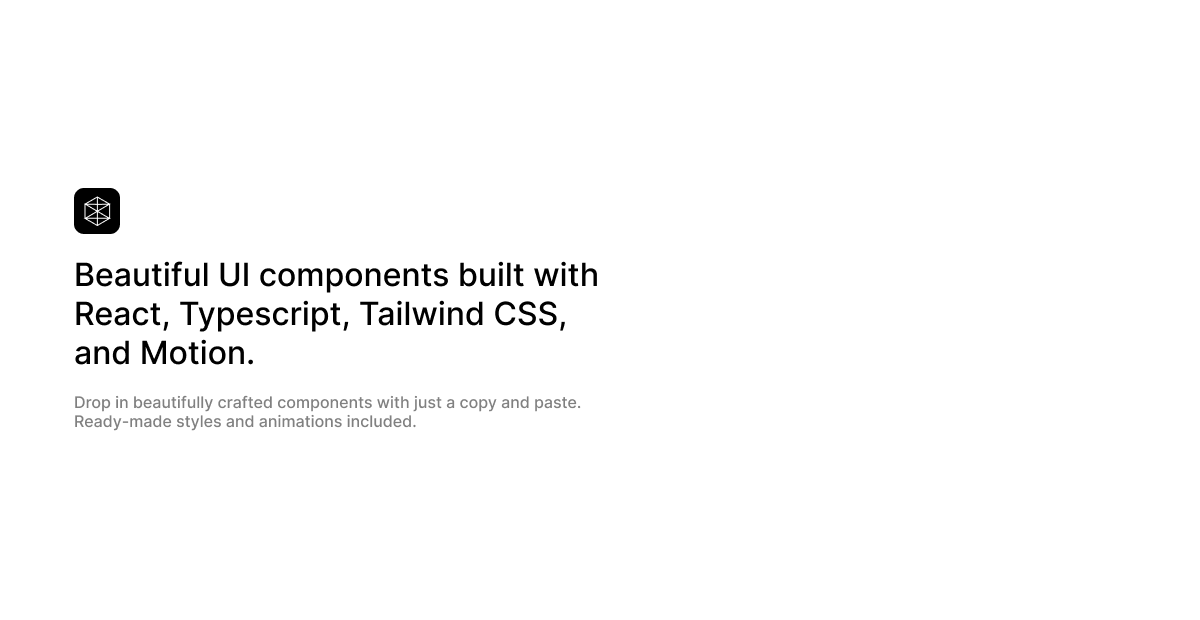 Beautiful UI components built with
React, Typescript, Tailwind CSS,
and Motion.
Drop in beautifully crafted components with just a copy and paste.
Ready-made styles and animations included.